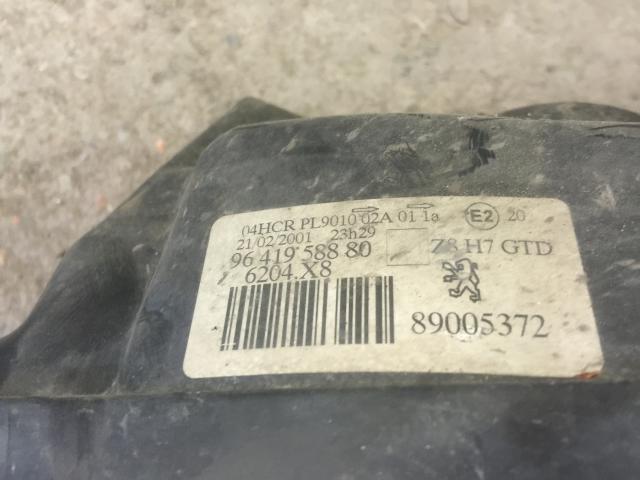 04HCR PL9010 02A 01 1a E2 20
21/02/2001 23h29
96 419 588 80 Z8 H7 GTD
6204.X8
89005372